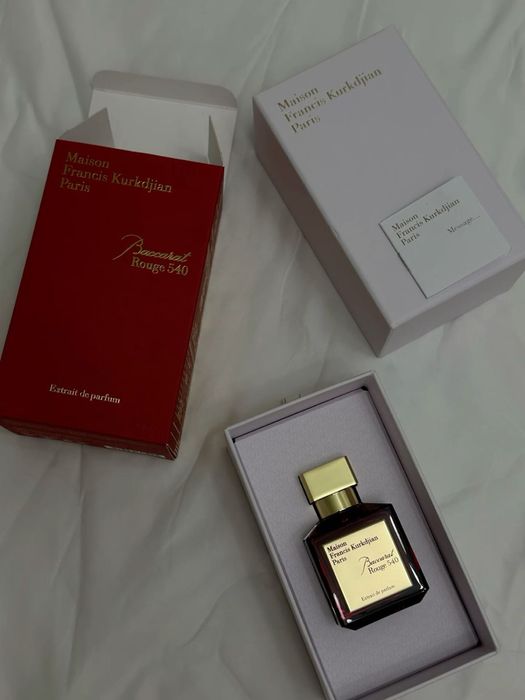 Maison
Francis Kurkdjian
Paris
Baccarat
Rouge 540
Extrait de parfum
Maison
Francis Kurkdjian
Paris
Maison
Francis Kurkdjian
Paris
Message...
Maison
Francis Kurkdjian
Paris
Baccarat
Rouge 540
Extrait de parfum